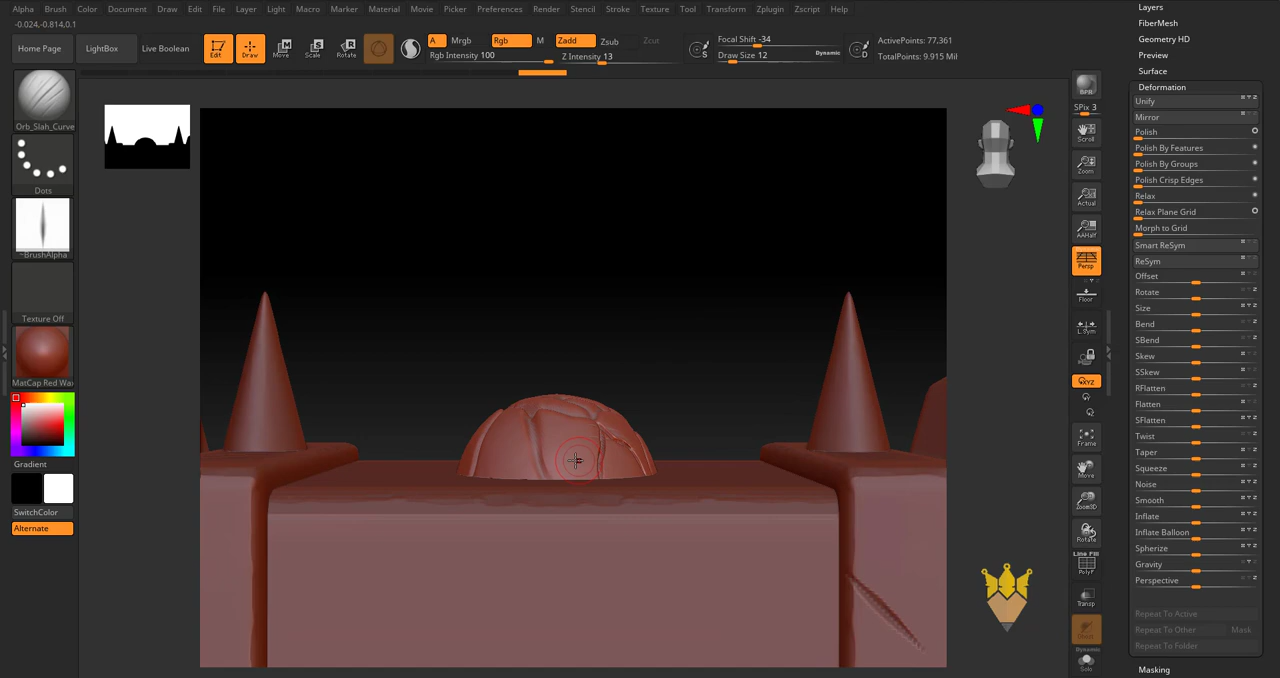 Alpha Brush Color Document Draw Edit File Layer Light Macro Marker Material Movie Picker Preferences Render Stencil Stroke Texture Tool Transform Zplugin Zscript Help
-0.024,-0.814,0.1
Home Page LightBox Live Boolean Edit Draw Move Scale Rotate
A Mrgb Rgb M Zadd Zsub Zcut
Rgb Intensity 100 Z Intensity 13
Focal Shift -34
Draw Size 12 Dynamic
S D
ActivePoints: 77,361
TotalPoints: 9.915 Mil
Orb_Slah_Curve
Dots
~BrushAlpha
Texture Off
MatCap Red Wax
Gradient
SwitchColor
Alternate
BPR
SPix 3
Scroll
Zoom
Actual
AAHalf
Persp
Floor
L.Sym
XYZ
Frame
Move
Zoom3D
Rotate
Line Fill
PolyF
Transp
Dynamic
Solo
Layers
FiberMesh
Geometry HD
Preview
Surface
Deformation
Unify
Mirror
Polish
Polish By Features
Polish By Groups
Polish Crisp Edges
Relax
Relax Plane Grid
Morph to Grid
Smart ReSym
ReSym
Offset
Rotate
Size
Bend
SBend
Skew
SSkew
RFlatten
Flatten
SFlatten
Twist
Taper
Squeeze
Noise
Smooth
Inflate
Inflate Balloon
Spherize
Gravity
Perspective
Repeat To Active
Repeat To Other Mask
Repeat To Folder
Masking